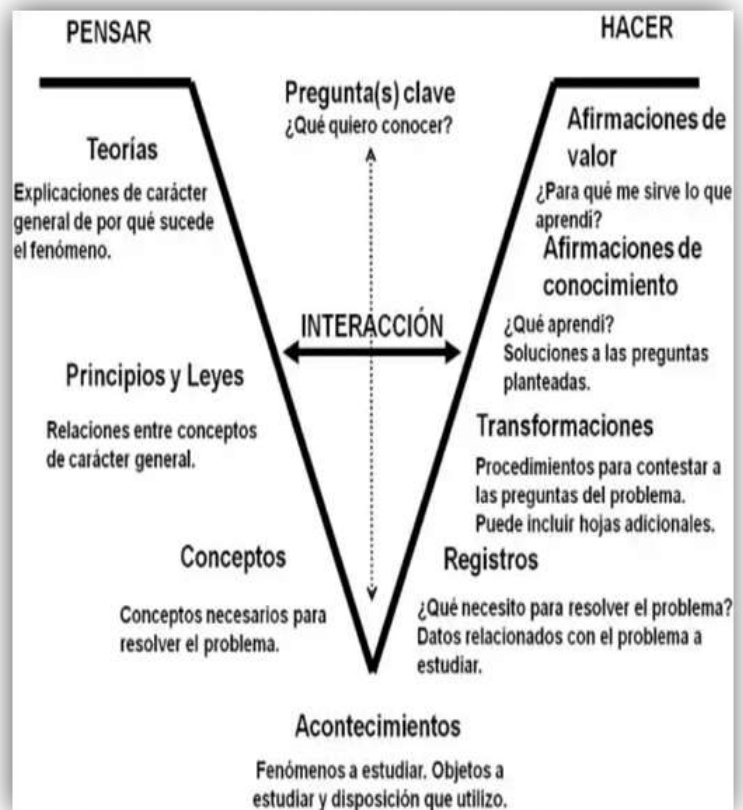 PENSAR
HACER
Pregunta(s) clave
¿Qué quiero conocer?
Teorías
Explicaciones de carácter
general de por qué sucede
el fenómeno.
Principios y Leyes
Relaciones entre conceptos
de carácter general.
Conceptos
Conceptos necesarios para
resolver el problema.
INTERACCIÓN
Afirmaciones de
valor
¿Para qué me sirve lo que
aprendi?
Afirmaciones de
conocimiento
¿Qué aprendi?
Soluciones a las preguntas
planteadas.
Transformaciones
Procedimientos para contestar a
las preguntas del problema.
Puede incluir hojas adicionales.
Registros
¿Qué necesito para resolver el problema?
Datos relacionados con el problema a
estudiar.
Acontecimientos
Fenómenos a estudiar. Objetos a
estudiar y disposición que utilizo.